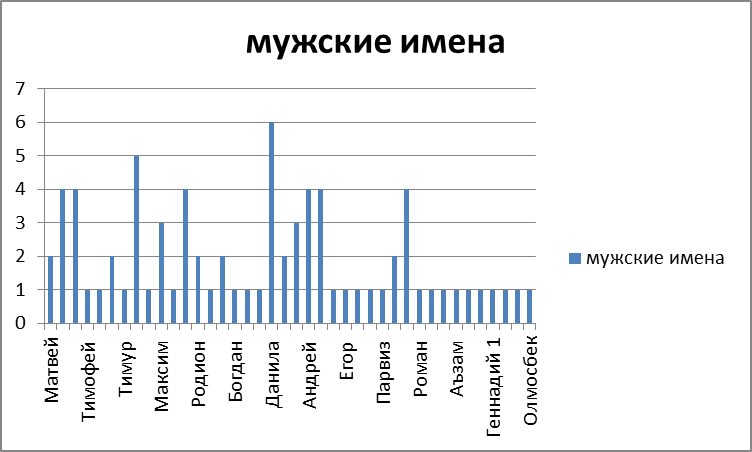 мужские имена
7
6
5
4
3
2
1
0
Матвей
Тимофей
Тимур
Максим
Родион
Богдан
Данила
Андрей
Егор
Парвиз
Роман
Аъзам
Геннадий 1
Олмосбек
мужские имена